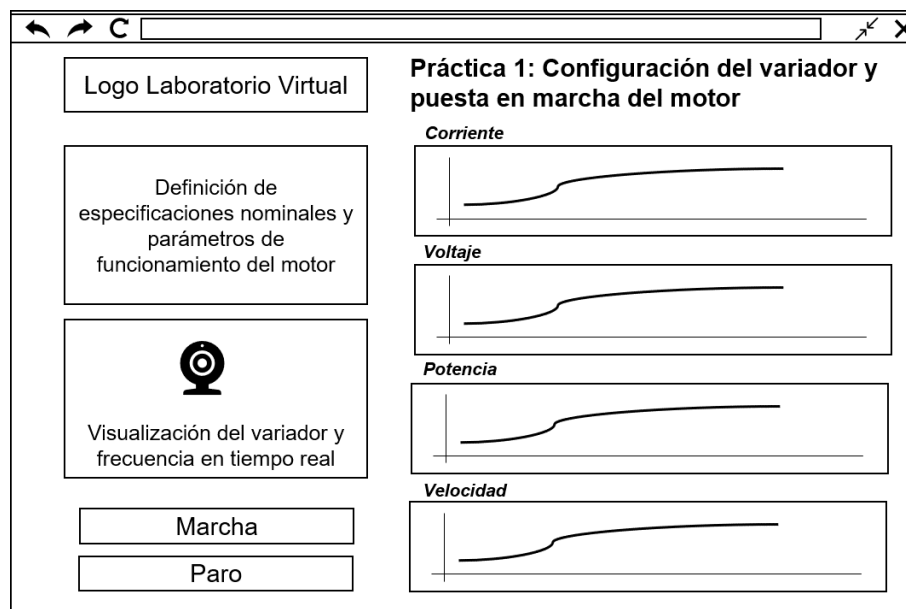 Logo Laboratorio Virtual
Definición de
especificaciones nominales y
parámetros de
funcionamiento del motor
Visualización del variador y
frecuencia en tiempo real
Marcha
Paro
Práctica 1: Configuración del variador y
puesta en marcha del motor
Corriente
Voltaje
Potencia
Velocidad